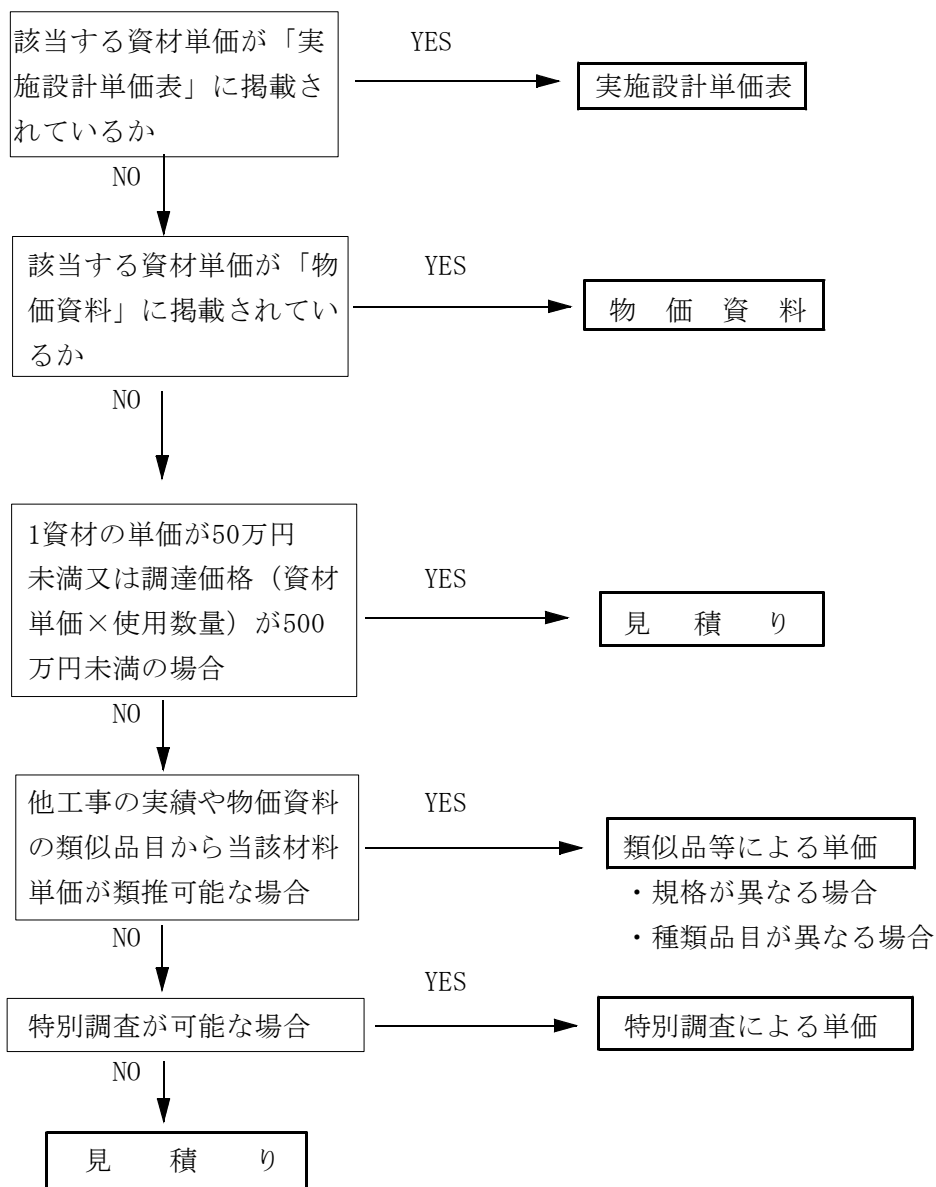 該当する資材単価が「実
施設計単価表」に掲載さ
れているか
YES
実施設計単価表
NO
該当する資材単価が「物
価資料」に掲載されてい
るか
YES
物 価 資 料
NO
1資材の単価が50万円
未満又は調達価格（資材
単価×使用数量）が500
万円未満の場合
YES
見 積 り
NO
他工事の実績や物価資料
の類似品目から当該材料
単価が類推可能な場合
YES
類似品等による単価
・規格が異なる場合
・種類品目が異なる場合
NO
特別調査が可能な場合
YES
特別調査による単価
NO
見 積 り